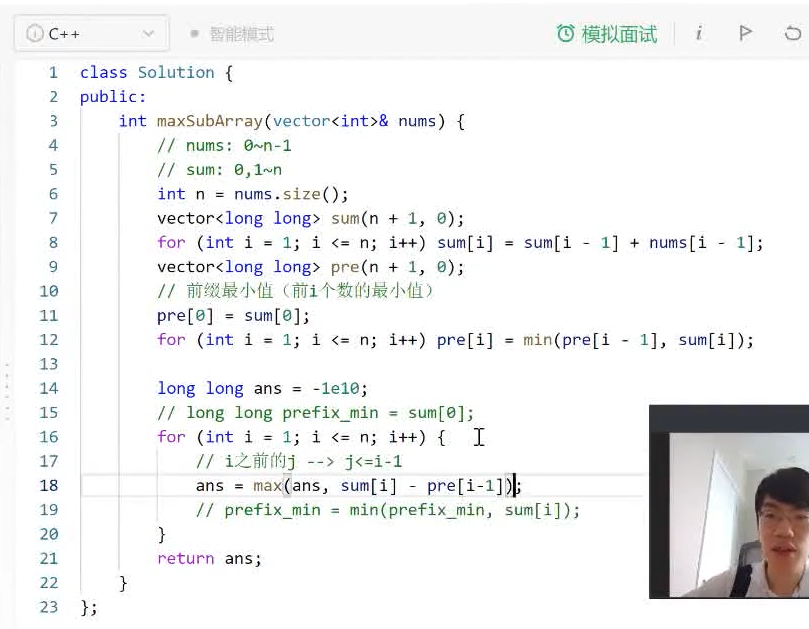 C++ 智能模式 模拟面试 i
1 class Solution {
2 public:
3 int maxSubArray(vector<int>& nums) {
4 // nums: 0~n-1
5 // sum: 0,1~n
6 int n = nums.size();
7 vector<long long> sum(n + 1, 0);
8 for (int i = 1; i <= n; i++) sum[i] = sum[i - 1] + nums[i - 1];
9 vector<long long> pre(n + 1, 0);
10 // 前缀最小值（前i个数的最小值）
11 pre[0] = sum[0];
12 for (int i = 1; i <= n; i++) pre[i] = min(pre[i - 1], sum[i]);
13
14 long long ans = -1e10;
15 // long long prefix_min = sum[0];
16 for (int i = 1; i <= n; i++) {
17 // i之前的j --> j<=i-1
18 ans = max(ans, sum[i] - pre[i-1]);
19 // prefix_min = min(prefix_min, sum[i]);
20 }
21 return ans;
22 }
23 };